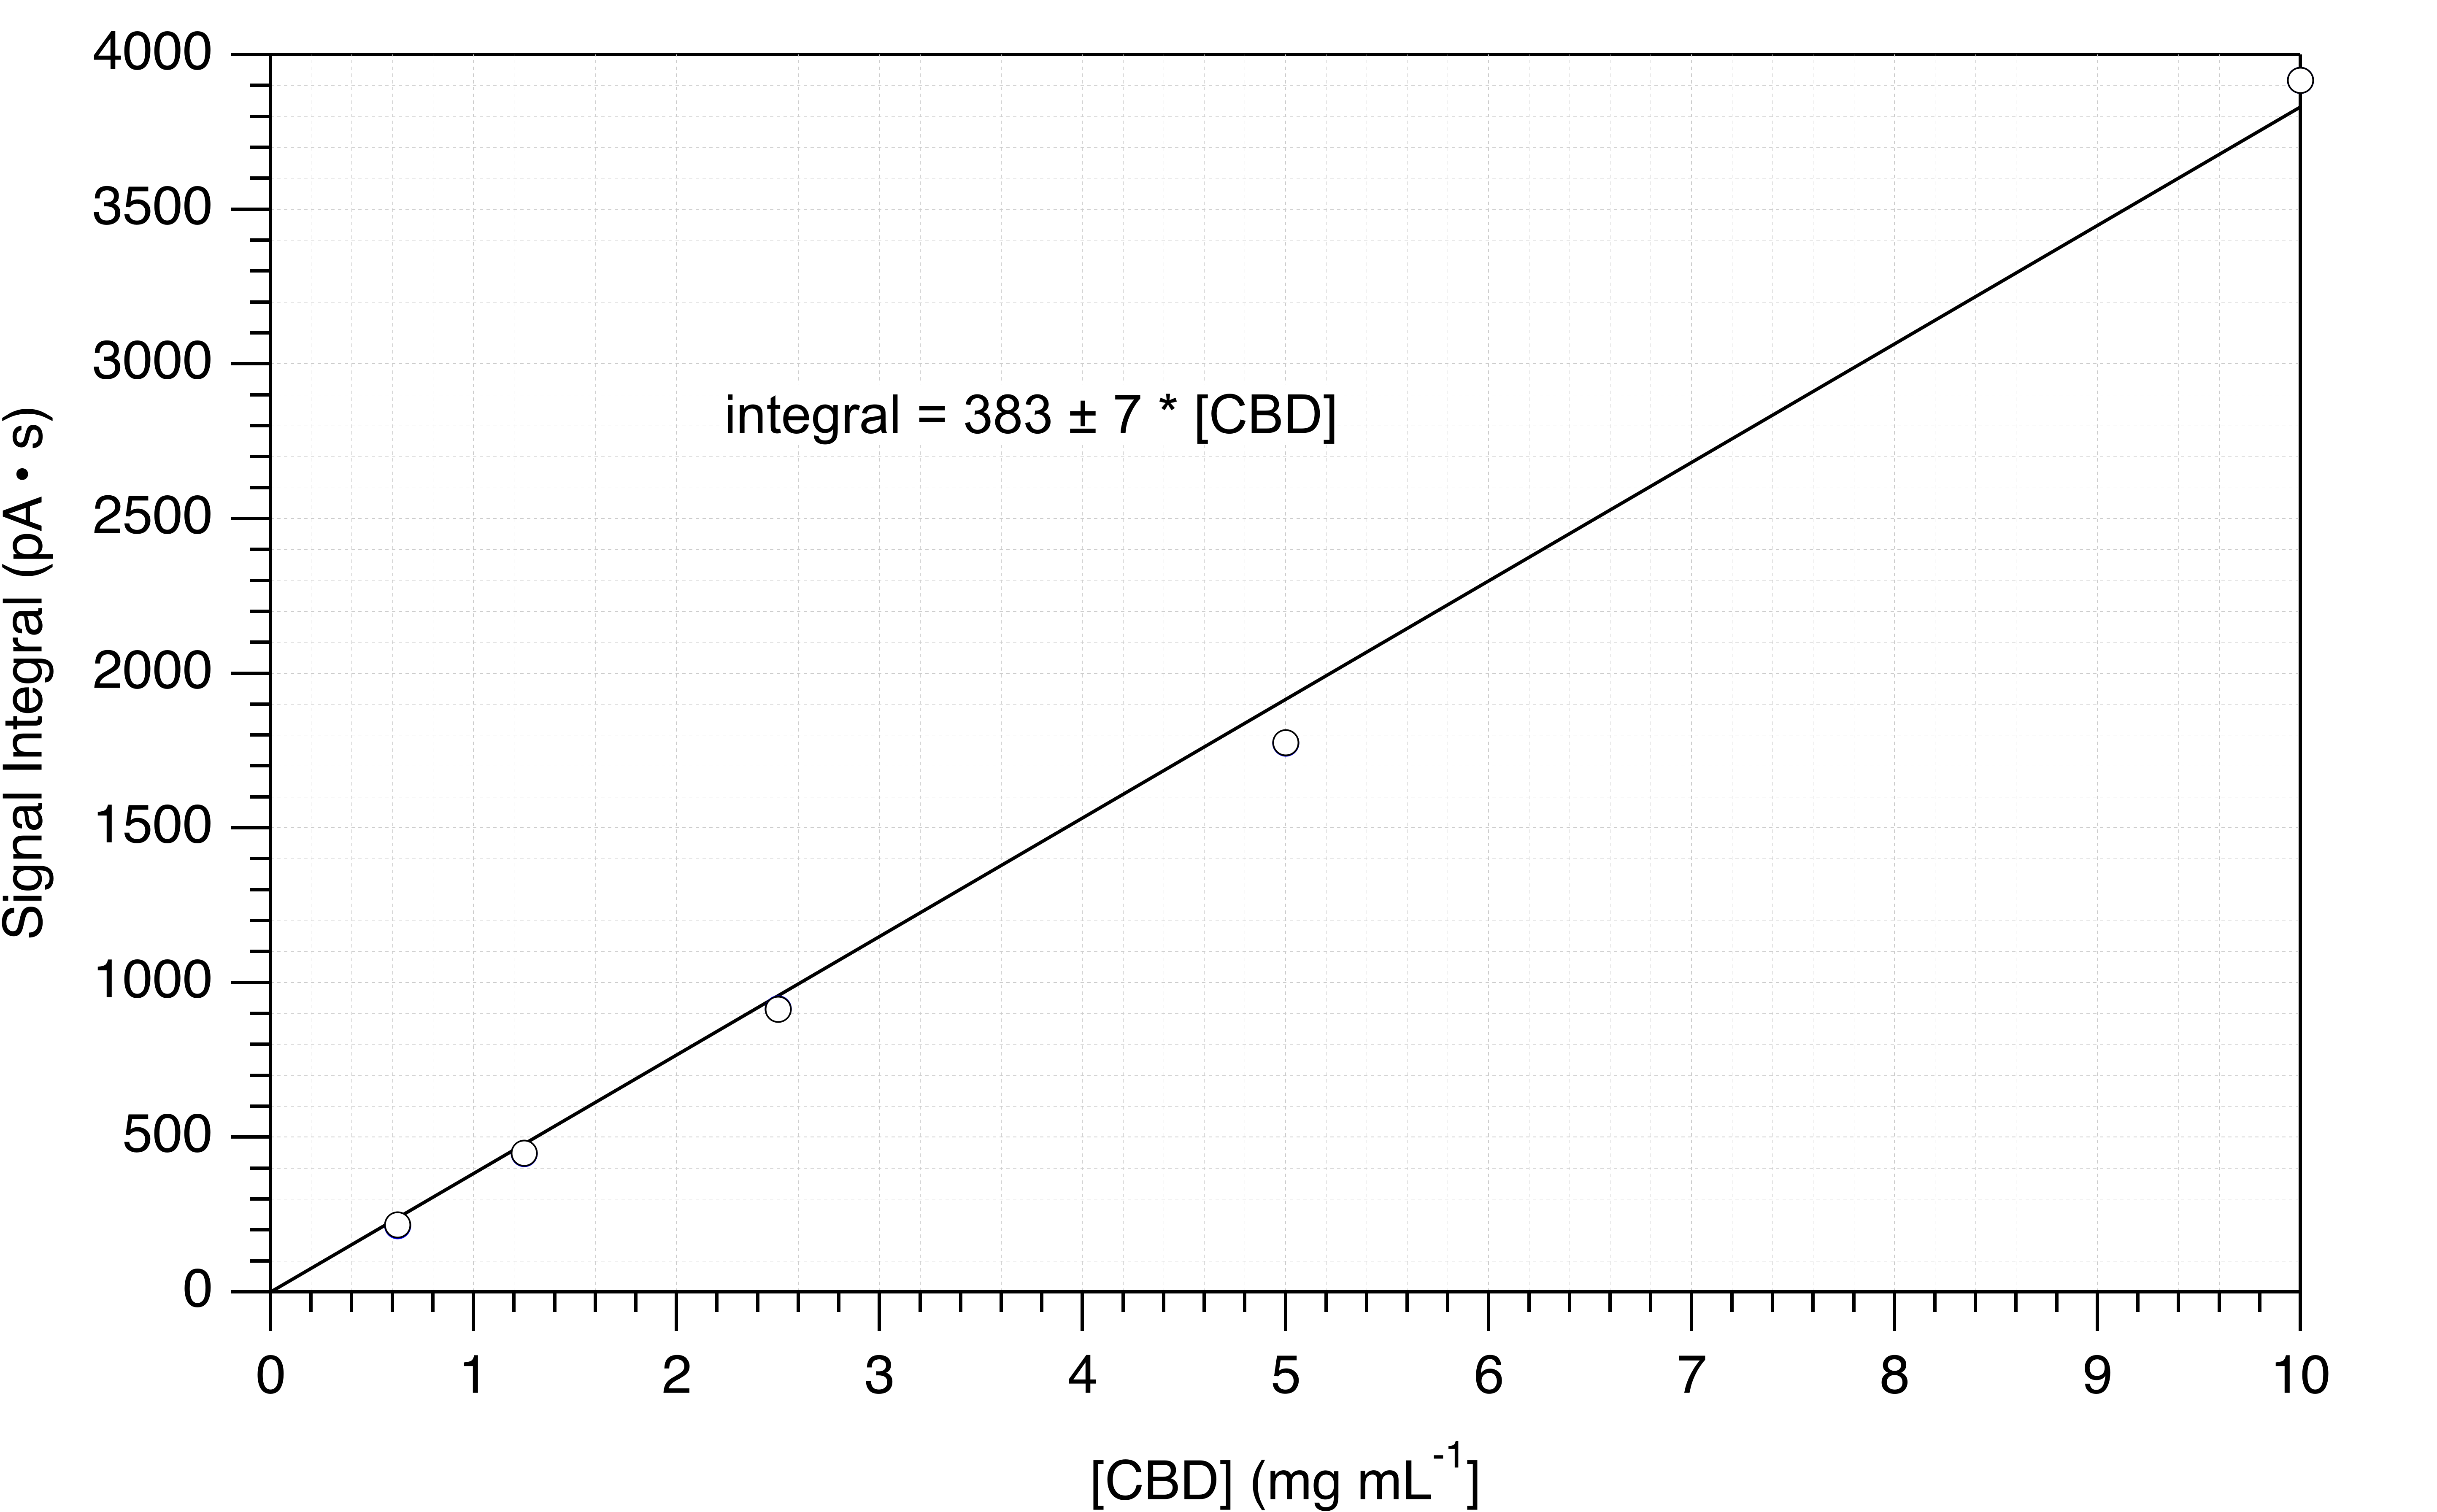 4000
3500
3000
2500
2000
1500
1000
500
0
Signal Integral (pA • s)
integral = 383 ± 7 * [CBD]
0 1 2 3 4 5 6 7 8 9 10
[CBD] (mg mL⁻¹]